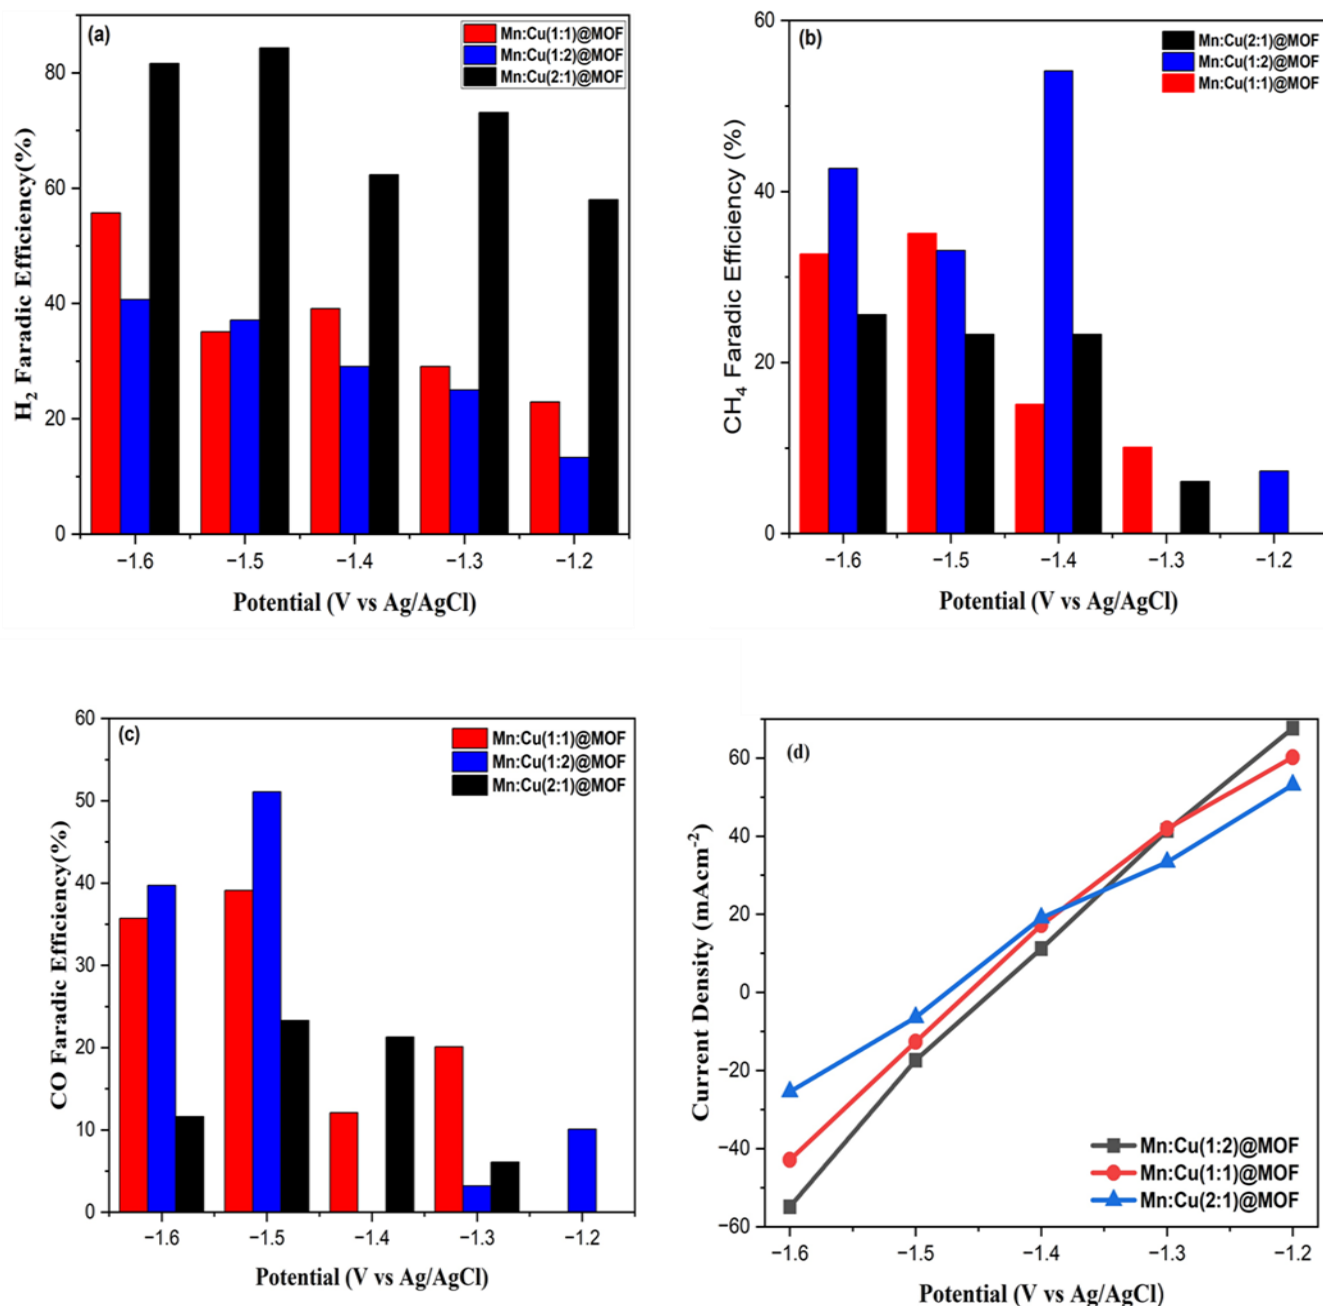 (a)
Mn:Cu(1:1)@MOF
Mn:Cu(1:2)@MOF
Mn:Cu(2:1)@MOF
H₂ Faradic Efficiency(%)
80
60
40
20
0
−1.6 −1.5 −1.4 −1.3 −1.2
Potential (V vs Ag/AgCl)
(b)
Mn:Cu(2:1)@MOF
Mn:Cu(1:2)@MOF
Mn:Cu(1:1)@MOF
CH₄ Faradic Efficiency (%)
60
40
20
0
−1.6 −1.5 −1.4 −1.3 −1.2
Potential (V vs Ag/AgCl)
(c)
Mn:Cu(1:1)@MOF
Mn:Cu(1:2)@MOF
Mn:Cu(2:1)@MOF
CO Faradic Efficiency(%)
60
50
40
30
20
10
0
−1.6 −1.5 −1.4 −1.3 −1.2
Potential (V vs Ag/AgCl)
(d)
Current Density (mAcm⁻²)
60
40
20
0
−20
−40
−60
Mn:Cu(1:2)@MOF
Mn:Cu(1:1)@MOF
Mn:Cu(2:1)@MOF
−1.6 −1.5 −1.4 −1.3 −1.2
Potential (V vs Ag/AgCl)